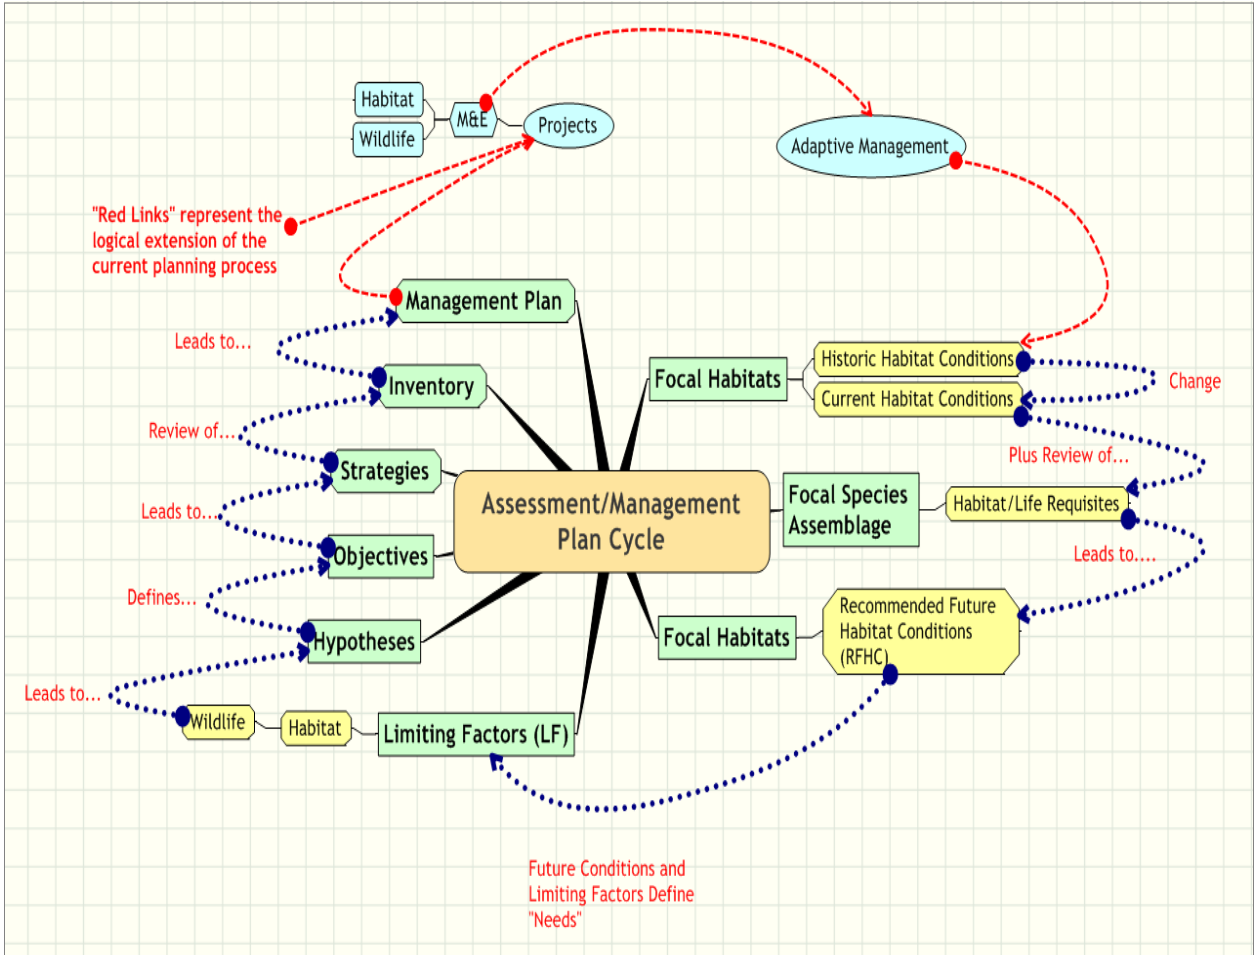 Habitat
Wildlife
M&E
Projects
Adaptive Management
"Red Links" represent the
logical extension of the
current planning process
Management Plan
Leads to...
Inventory
Review of...
Strategies
Leads to...
Objectives
Defines...
Hypotheses
Leads to...
Wildlife
Habitat
Limiting Factors (LF)
Assessment/Management
Plan Cycle
Focal Habitats
Historic Habitat Conditions
Current Habitat Conditions
Change
Plus Review of...
Focal Species
Assemblage
Habitat/Life Requisites
Leads to....
Focal Habitats
Recommended Future
Habitat Conditions
(RFHC)
Future Conditions and
Limiting Factors Define
"Needs"